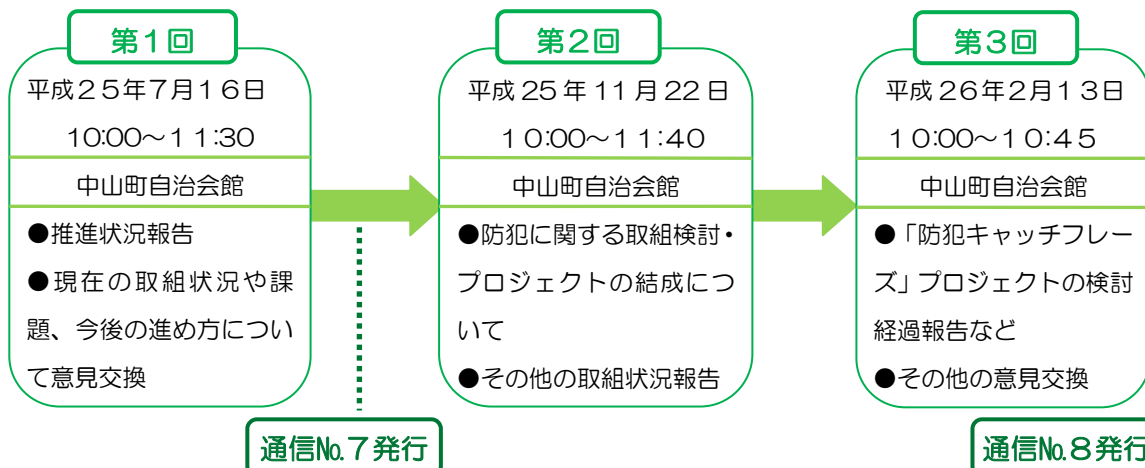 第1回
平成25年7月16日
10:00～11:30
中山町自治会館
●推進状況報告
●現在の取組状況や課
題、今後の進め方につい
て意見交換
第2回
平成25年11月22日
10:00～11:40
中山町自治会館
●防犯に関する取組検討・
プロジェクトの結成につ
いて
●その他の取組状況報告
第3回
平成26年2月13日
10:00～10:45
中山町自治会館
●「防犯キャッチフレー
ズ」プロジェクトの検討
経過報告など
●その他の意見交換
通信№7発行
通信№8発行